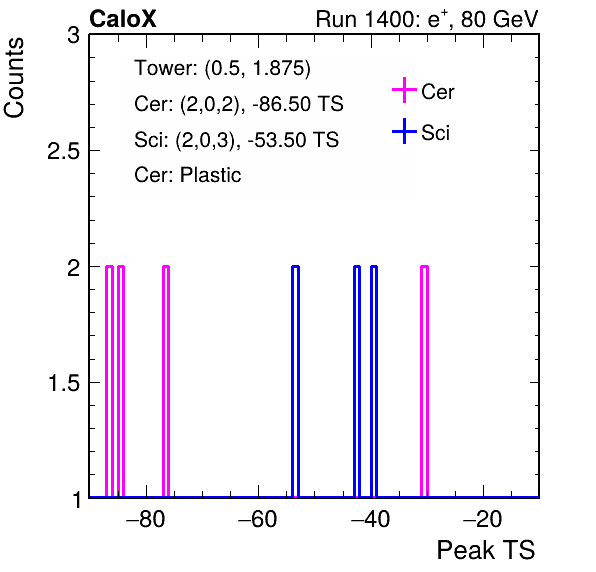 CaloX Run 1400: e⁺, 80 GeV
Counts
Tower: (0.5, 1.875)
Cer: (2,0,2), -86.50 TS
Sci: (2,0,3), -53.50 TS
Cer: Plastic
Cer
Sci
3
2.5
2
1.5
1
−80 −60 −40 −20
Peak TS